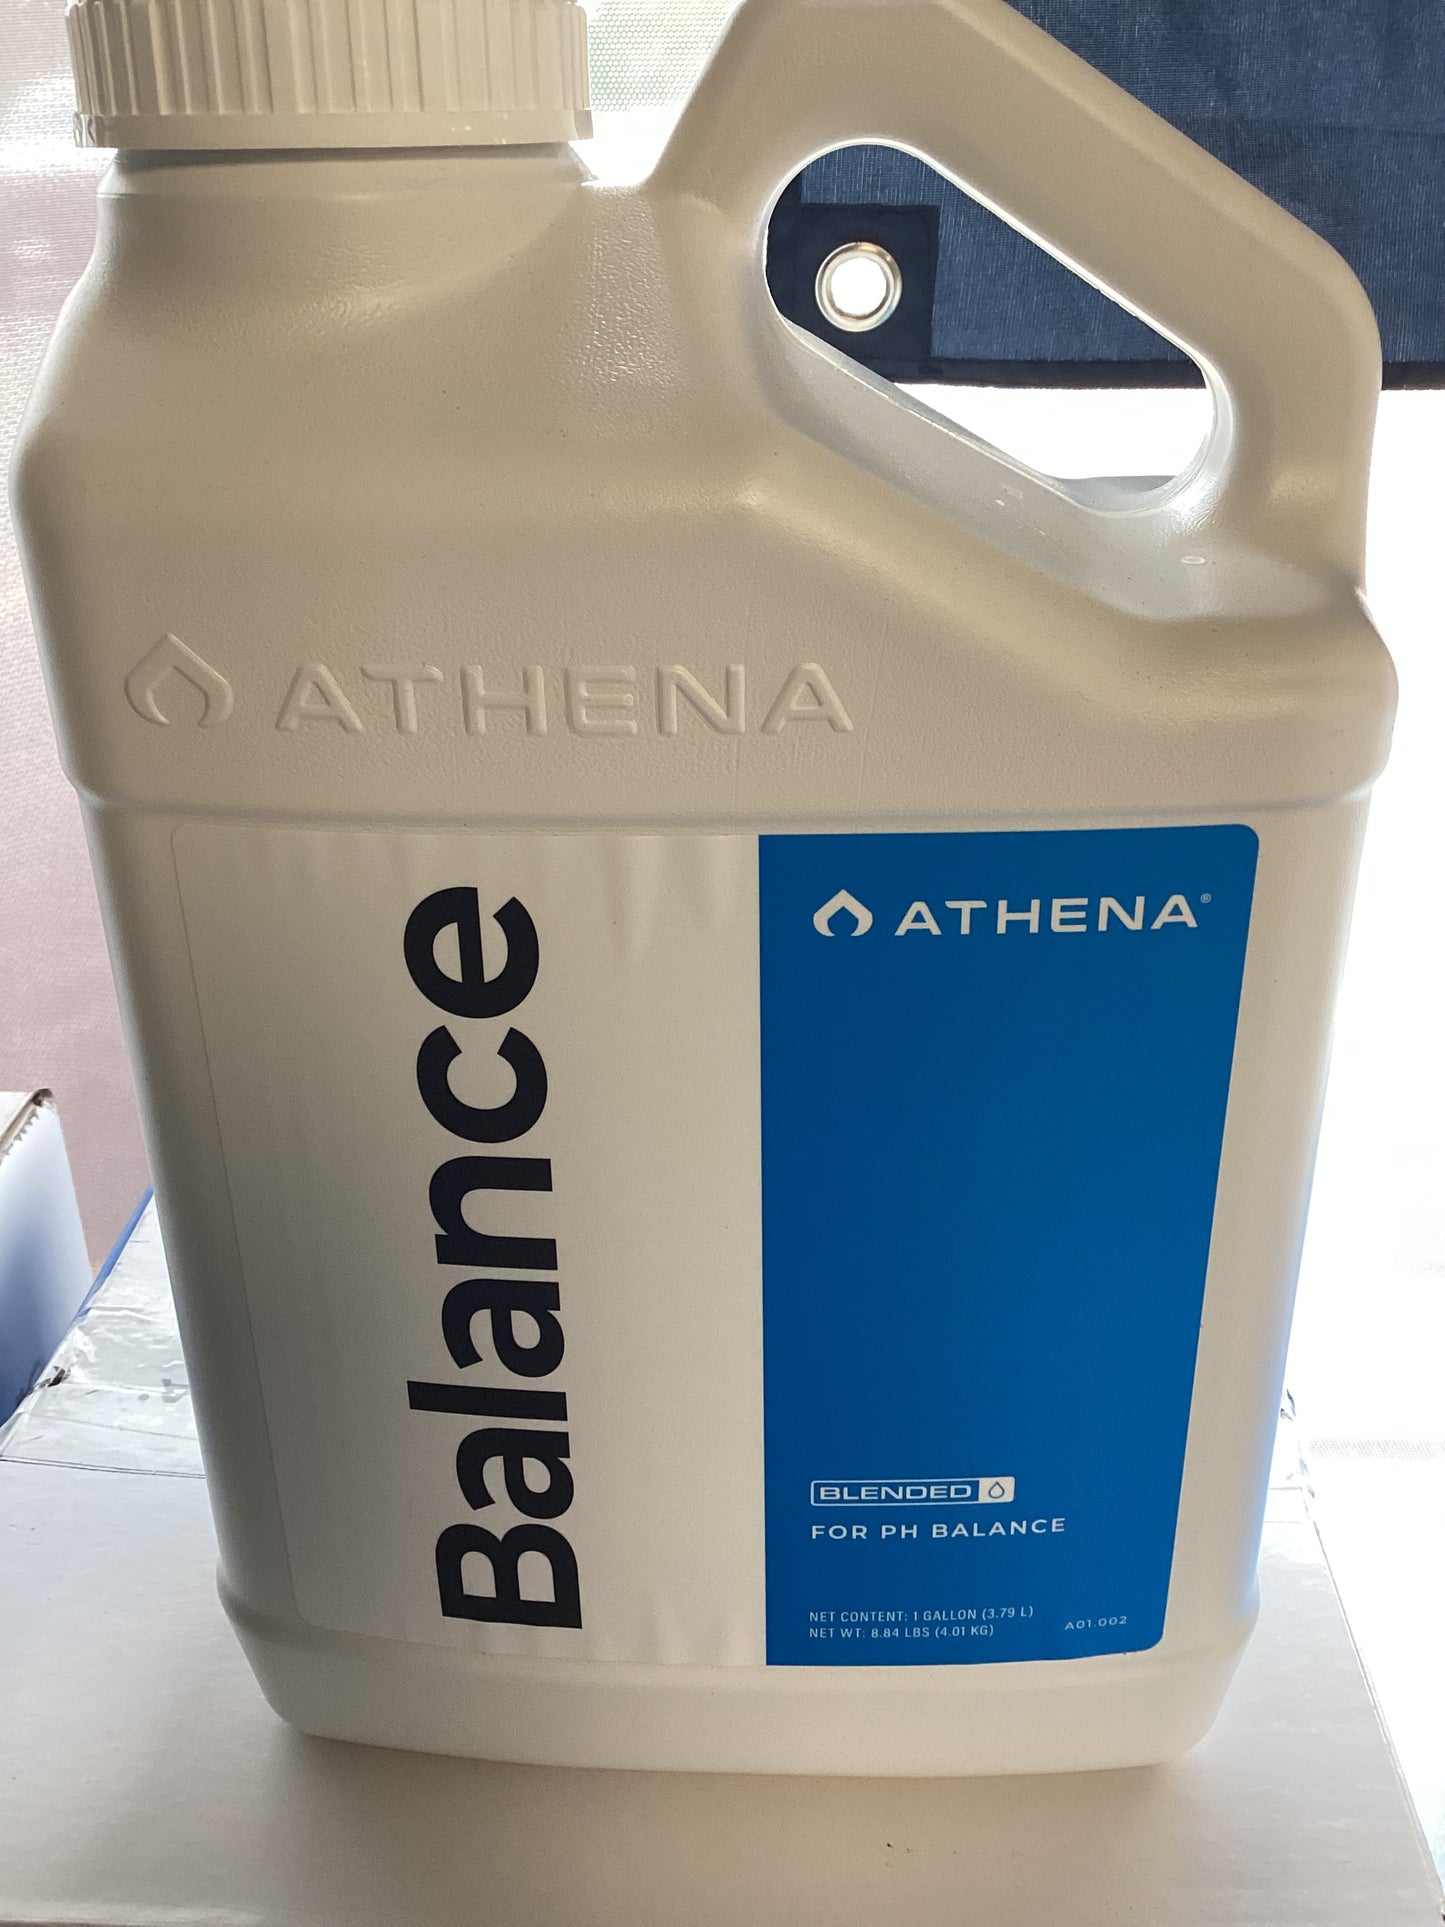 ATHENA
Balance
ATHENA®
BLENDED
FOR PH BALANCE
NET CONTENT: 1 GALLON (3.79 L)
NET WT: 8.84 LBS (4.01 KG)
A01.002